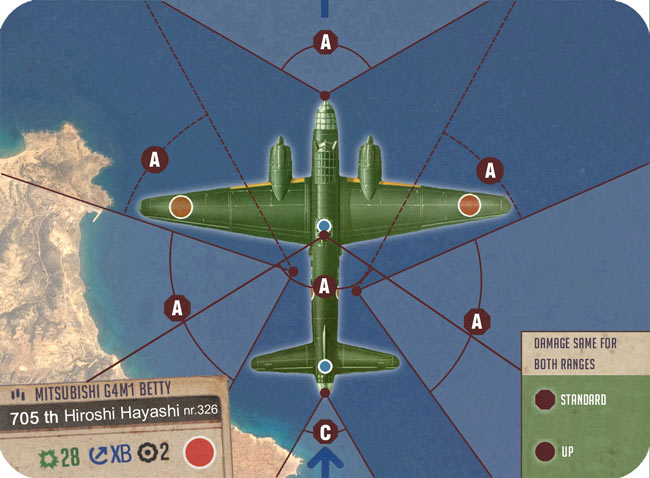 A
A
A
A
A
A
C
DAMAGE SAME FOR
BOTH RANGES
STANDARD
UP
MITSUBISHI G4M1 BETTY
705 th Hiroshi Hayashi nr.326
28 XB 2